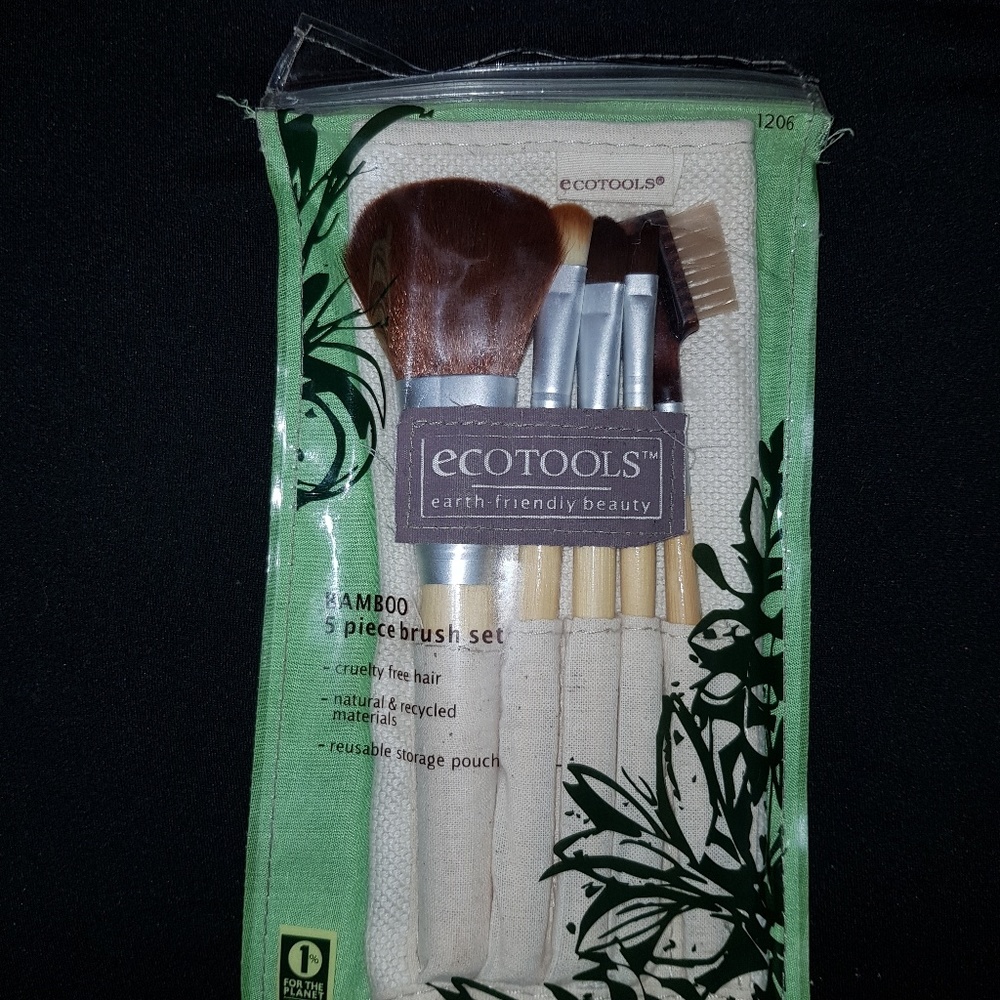 1206
ecoTOOLS®
ecoTOOLS™
earth-friendly beauty
BAMBOO
5 piece brush set
- cruelty free hair
- natural & recycled
materials
- reusable storage pouch
1%
FOR THE
PLANET